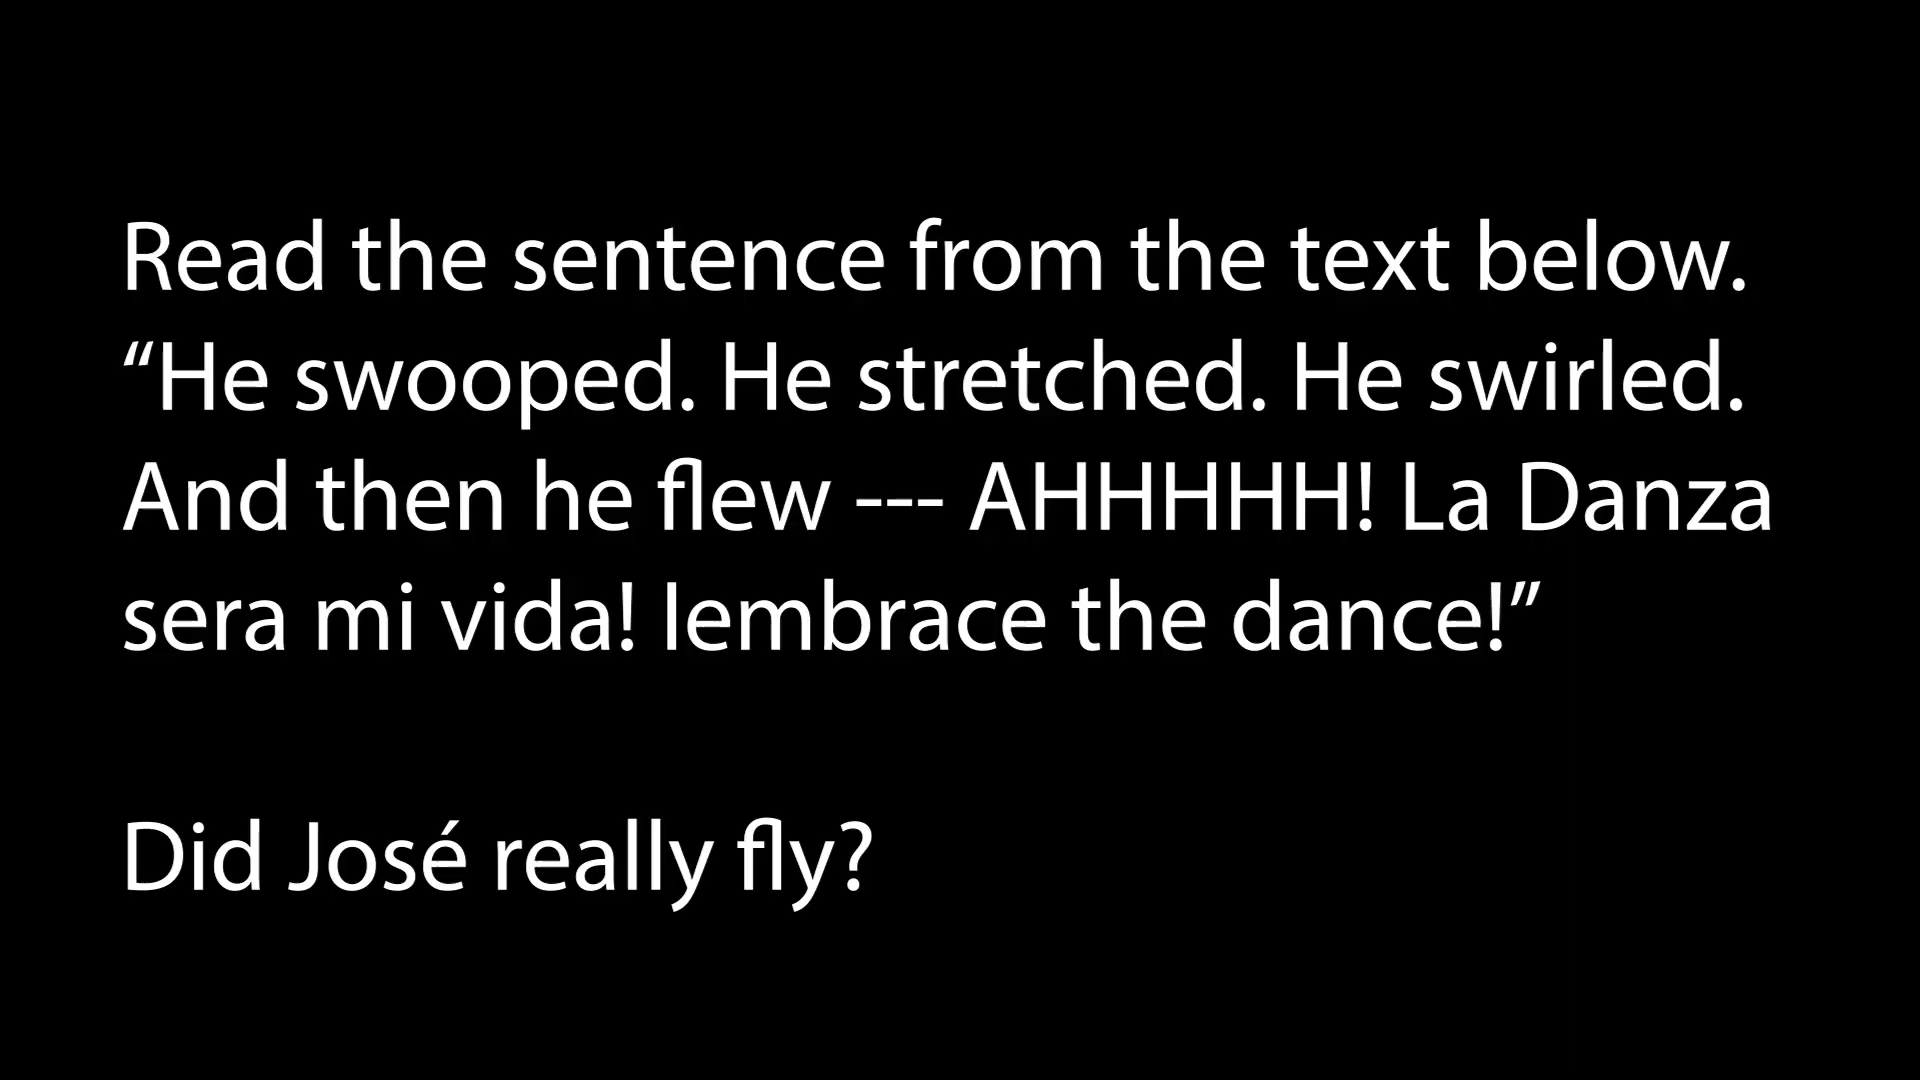 Read the sentence from the text below.
“He swooped. He stretched. He swirled.
And then he flew --- AHHHHH! La Danza
sera mi vida! Iembrace the dance!”
Did José really fly?